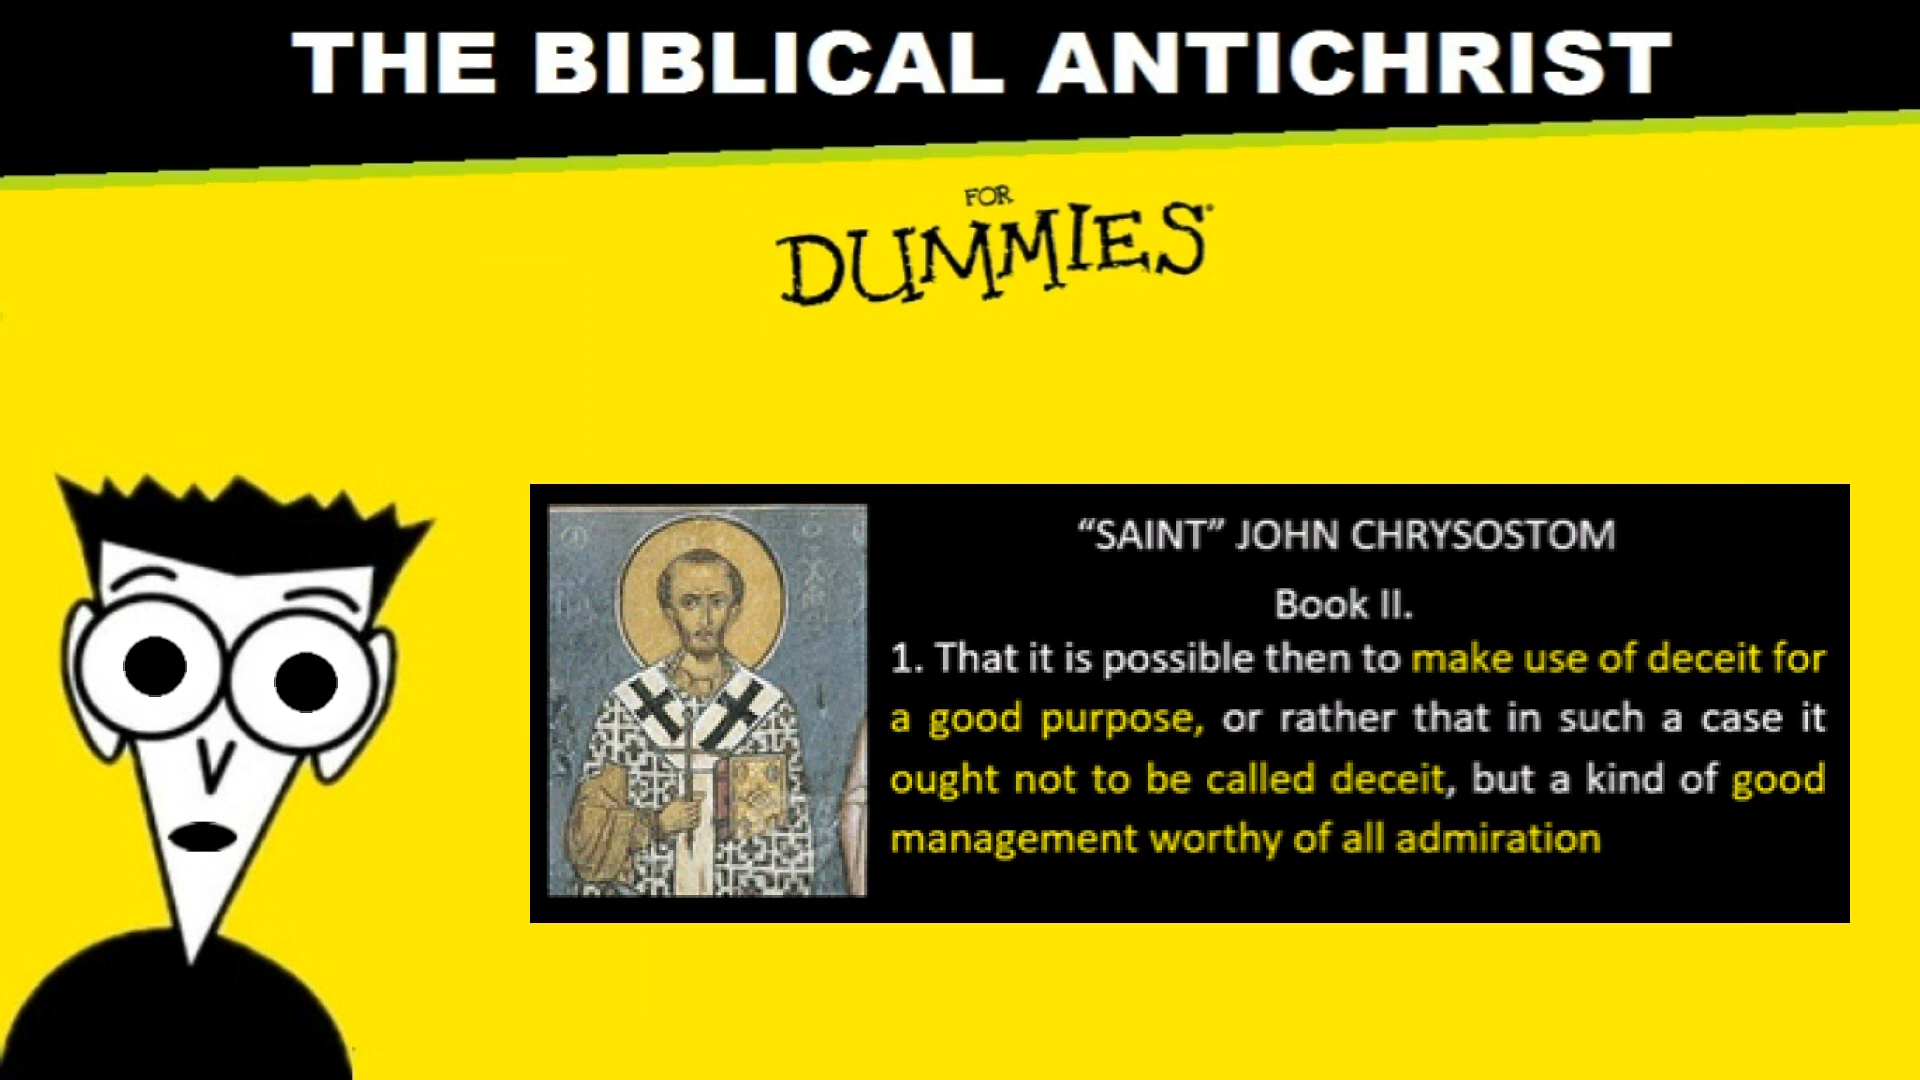 THE BIBLICAL ANTICHRIST
FOR
DUMMIES®
“SAINT” JOHN CHRYSOSTOM
Book II.
1. That it is possible then to make use of deceit for
a good purpose, or rather that in such a case it
ought not to be called deceit, but a kind of good
management worthy of all admiration